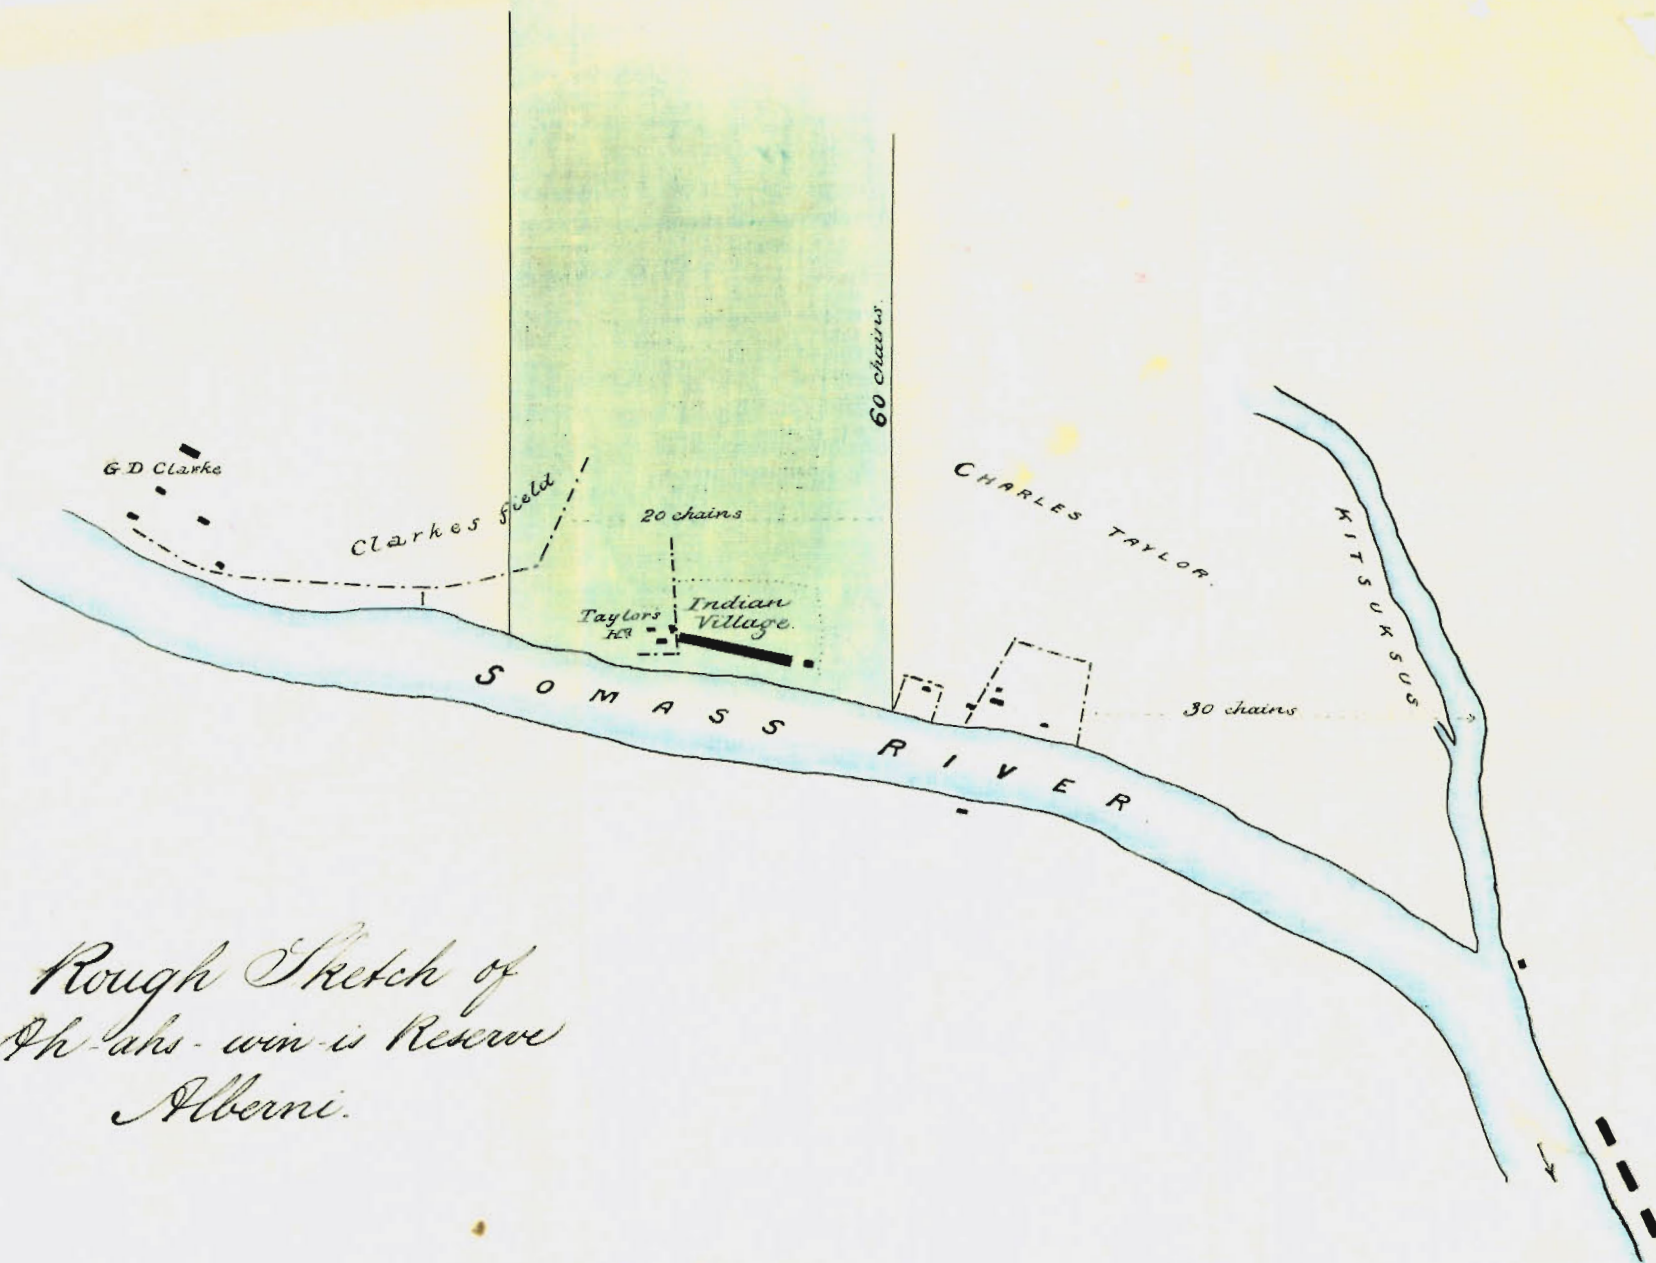 60 chains.
G.D Clarke
Clarkes field
20 chains
CHARLES TAYLOR.
KITSUKSUS
Taylors
Indian
Village.
SOMASS RIVER
30 chains
Rough Sketch of
Ah-ahs-win-is Reserve
Alberni.